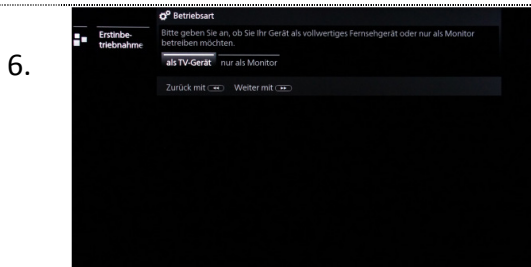 6.
Betriebsart
Erstinbe-
triebnahme
Bitte geben Sie an, ob Sie Ihr Gerät als vollwertiges Fernsehgerät oder nur als Monitor
betreiben möchten.
als TV-Gerät nur als Monitor
Zurück mit Weiter mit